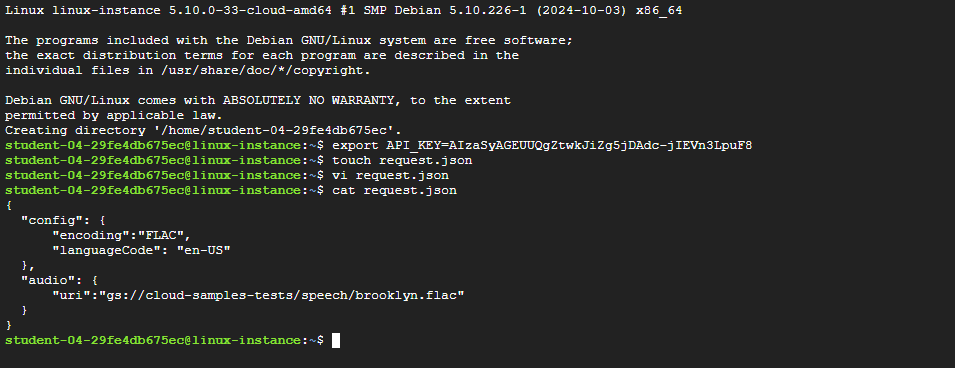 Linux linux-instance 5.10.0-33-cloud-amd64 #1 SMP Debian 5.10.226-1 (2024-10-03) x86_64
The programs included with the Debian GNU/Linux system are free software;
the exact distribution terms for each program are described in the
individual files in /usr/share/doc/*/copyright.
Debian GNU/Linux comes with ABSOLUTELY NO WARRANTY, to the extent
permitted by applicable law.
Creating directory '/home/student-04-29fe4db675ec'.
student-04-29fe4db675ec@linux-instance:~$ export API_KEY=AIzaSyAGEUUQgZtwkJiZg5jDAdc-jIEVn3LpuF8
student-04-29fe4db675ec@linux-instance:~$ touch request.json
student-04-29fe4db675ec@linux-instance:~$ vi request.json
student-04-29fe4db675ec@linux-instance:~$ cat request.json
{
  "config": {
      "encoding":"FLAC",
      "languageCode": "en-US"
  },
  "audio": {
      "uri":"gs://cloud-samples-tests/speech/brooklyn.flac"
  }
}
student-04-29fe4db675ec@linux-instance:~$